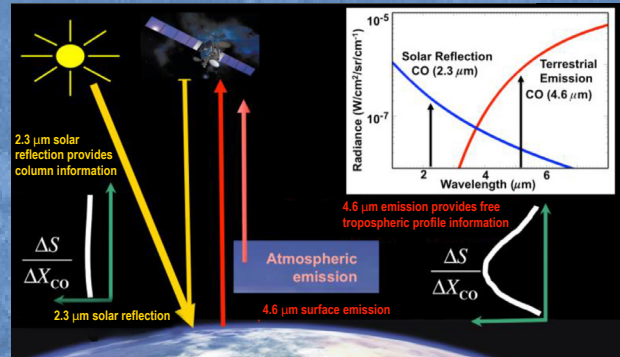 10-5
10-7
Radiance (W/cm2/sr/cm-1)
Solar Reflection
CO (2.3 μm)
Terrestrial
Emission
CO (4.6 μm)
2 4 6
Wavelength (μm)
2.3 μm solar
reflection provides
column information
4.6 μm emission provides free
tropospheric profile information
ΔS
ΔXCO
Atmospheric
emission
ΔS
ΔXCO
2.3 μm solar reflection
4.6 μm surface emission